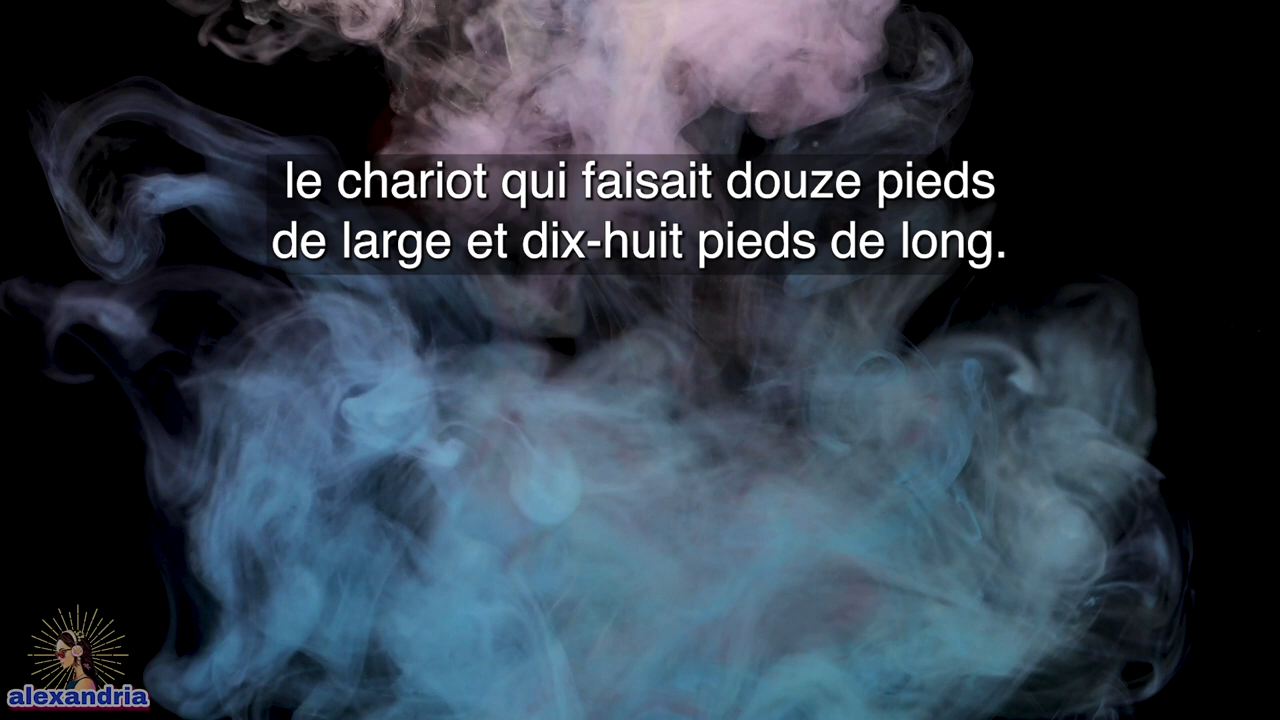 le chariot qui faisait douze pieds
de large et dix-huit pieds de long.
alexandria